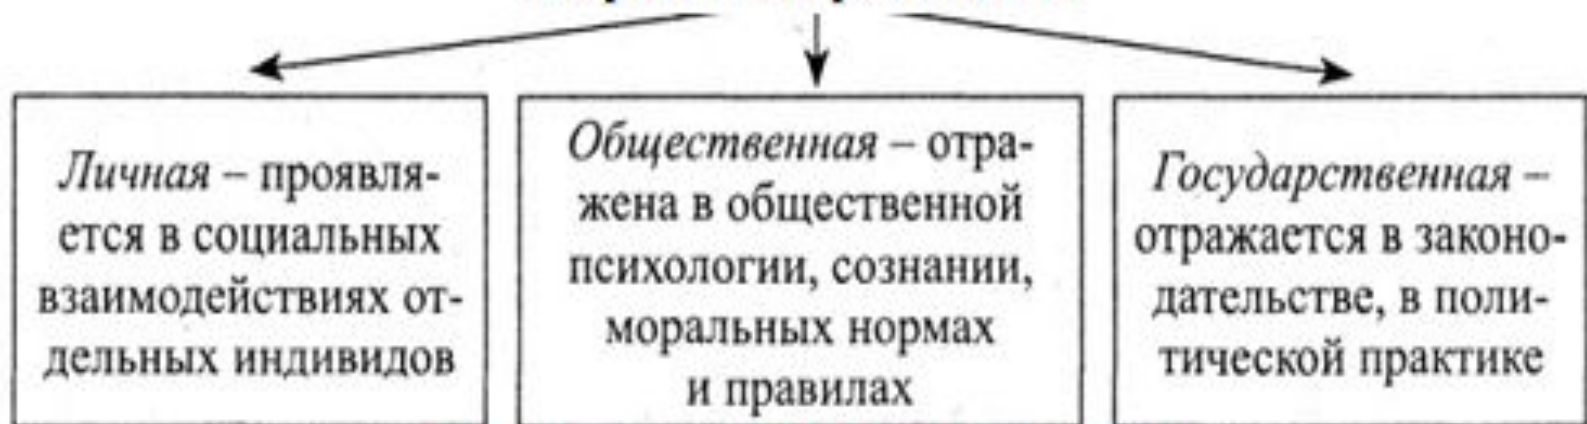 Личная – проявля-
ется в социальных
взаимодействиях от-
дельных индивидов
Общественная – отра-
жена в общественной
психологии, сознании,
моральных нормах
и правилах
Государственная –
отражается в законо-
дательстве, в поли-
тической практике